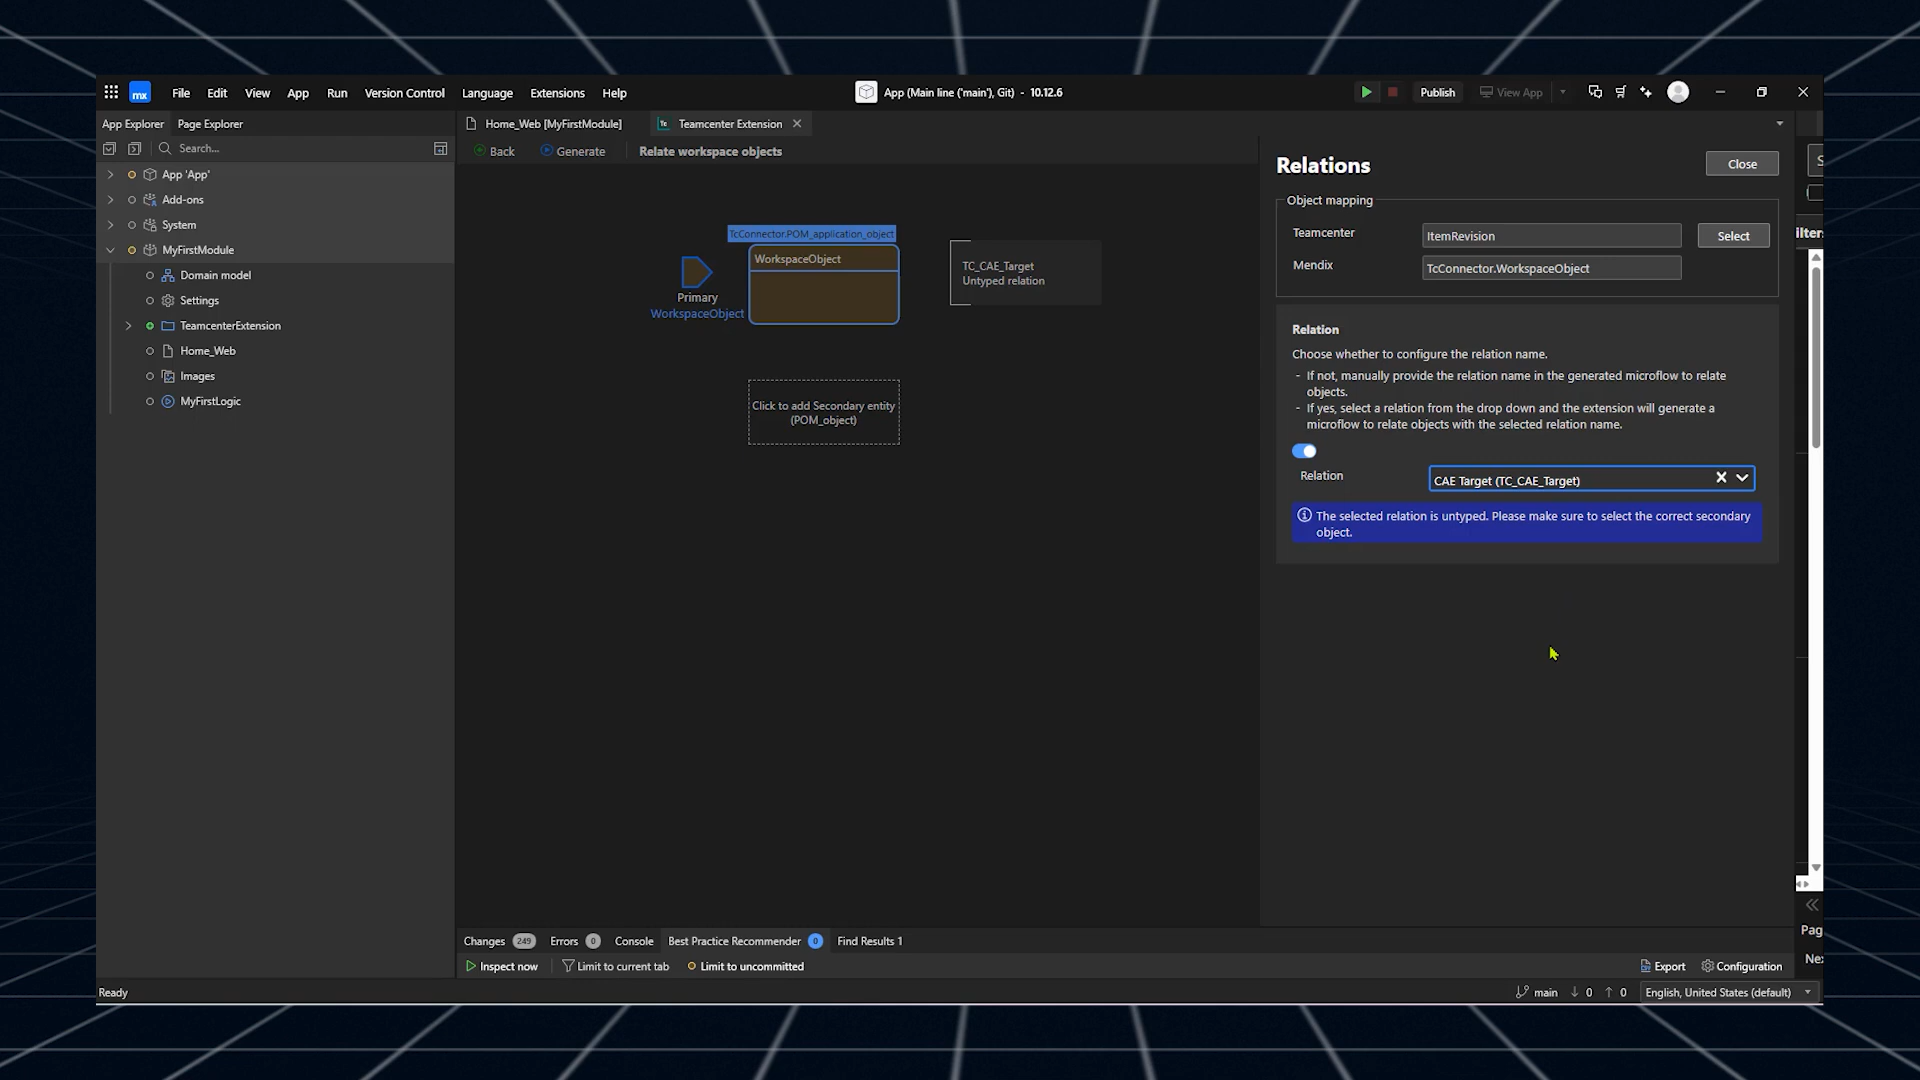 mx
File Edit View App Run Version Control Language Extensions Help
App (Main line ('main'), Git) - 10.12.6
Publish
View App
App Explorer Page Explorer
Home_Web [MyFirstModule]
Tc Teamcenter Extension
Search...
Back Generate Relate workspace objects
App 'App'
Add-ons
System
MyFirstModule
Domain model
Settings
TeamcenterExtension
Home_Web
Images
MyFirstLogic
TcConnector.POM_application_object
WorkspaceObject
Primary
WorkspaceObject
TC_CAE_Target
Untyped relation
Click to add Secondary entity
(POM_object)
Relations
Close
Object mapping
Teamcenter ItemRevision Select
Mendix TcConnector.WorkspaceObject
Relation
Choose whether to configure the relation name.
- If not, manually provide the relation name in the generated microflow to relate
objects.
- If yes, select a relation from the drop down and the extension will generate a
microflow to relate objects with the selected relation name.
Relation CAE Target (TC_CAE_Target)
The selected relation is untyped. Please make sure to select the correct secondary
object.
S
ilters
Pag
Nex
Changes 249 Errors 0 Console Best Practice Recommender 0 Find Results 1
Inspect now Limit to current tab Limit to uncommitted
Export Configuration
Ready
main 0 0 English, United States (default)